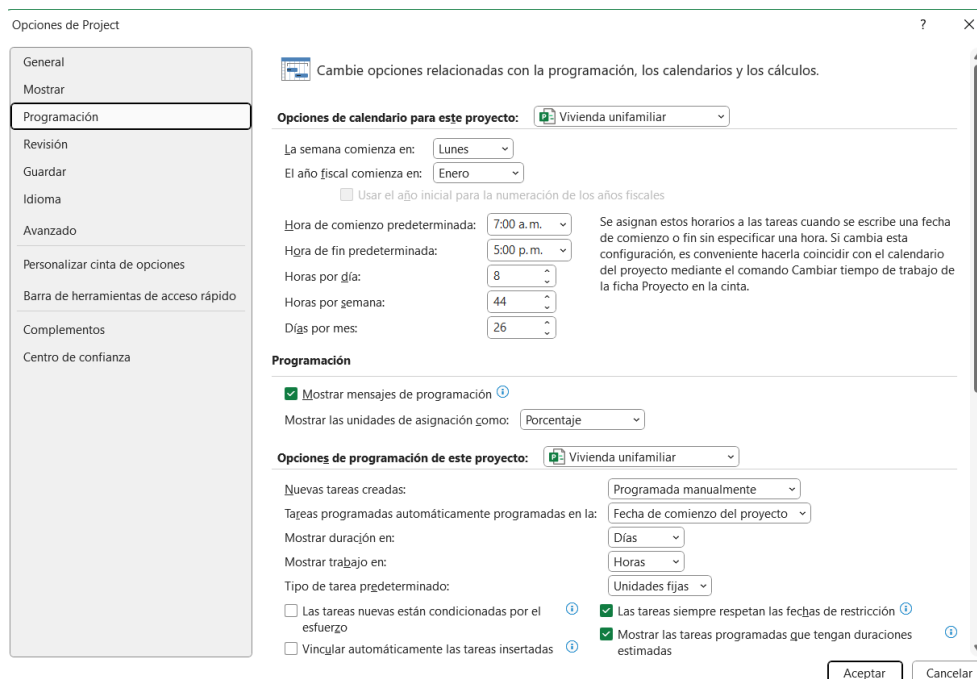 Opciones de Project
?
General
Mostrar
Programación
Revisión
Guardar
Idioma
Avanzado
Personalizar cinta de opciones
Barra de herramientas de acceso rápido
Complementos
Centro de confianza
Cambie opciones relacionadas con la programación, los calendarios y los cálculos.
Opciones de calendario para este proyecto: Vivienda unifamiliar
La semana comienza en: Lunes
El año fiscal comienza en: Enero
Usar el año inicial para la numeración de los años fiscales
Hora de comienzo predeterminada: 7:00 a. m.
Hora de fin predeterminada: 5:00 p. m.
Horas por día: 8
Horas por semana: 44
Días por mes: 26
Se asignan estos horarios a las tareas cuando se escribe una fecha
de comienzo o fin sin especificar una hora. Si cambia esta
configuración, es conveniente hacerla coincidir con el calendario
del proyecto mediante el comando Cambiar tiempo de trabajo de
la ficha Proyecto en la cinta.
Programación
Mostrar mensajes de programación
Mostrar las unidades de asignación como: Porcentaje
Opciones de programación de este proyecto: Vivienda unifamiliar
Nuevas tareas creadas: Programada manualmente
Tareas programadas automáticamente programadas en la: Fecha de comienzo del proyecto
Mostrar duración en: Días
Mostrar trabajo en: Horas
Tipo de tarea predeterminado: Unidades fijas
Las tareas nuevas están condicionadas por el
esfuerzo
Vincular automáticamente las tareas insertadas
Las tareas siempre respetan las fechas de restricción
Mostrar las tareas programadas que tengan duraciones
estimadas
Aceptar
Cancelar